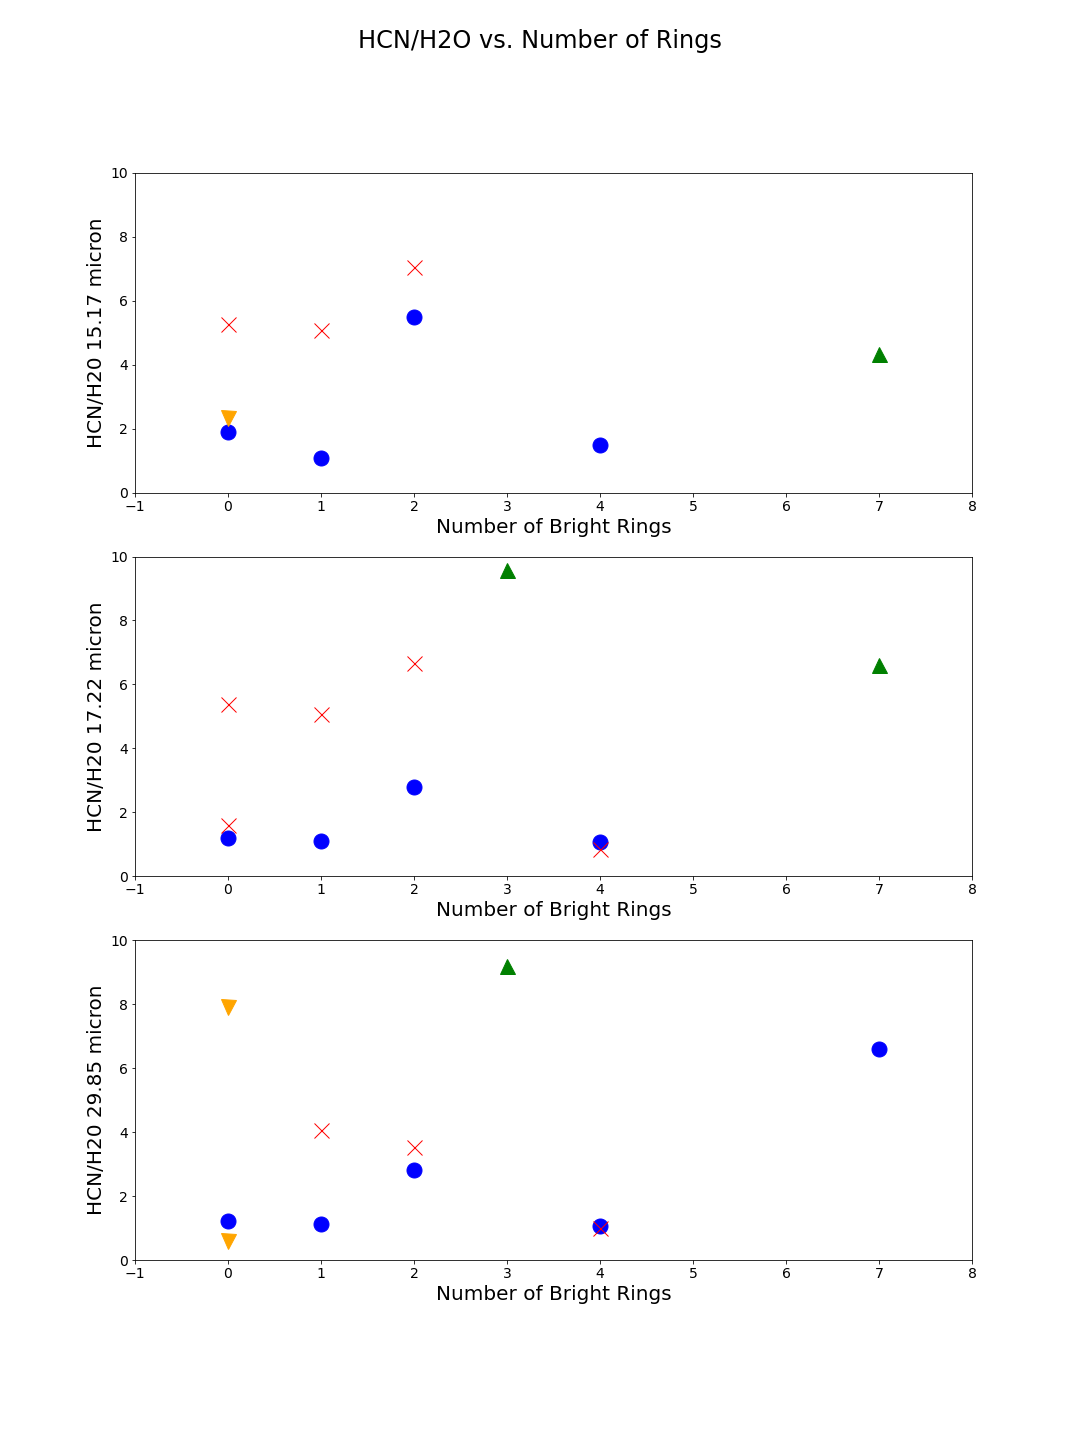 HCN/H2O vs. Number of Rings
HCN/H20 15.17 micron
10
8
6
4
2
0
−1 0 1 2 3 4 5 6 7 8
Number of Bright Rings
HCN/H20 17.22 micron
10
8
6
4
2
0
−1 0 1 2 3 4 5 6 7 8
Number of Bright Rings
HCN/H20 29.85 micron
10
8
6
4
2
0
−1 0 1 2 3 4 5 6 7 8
Number of Bright Rings